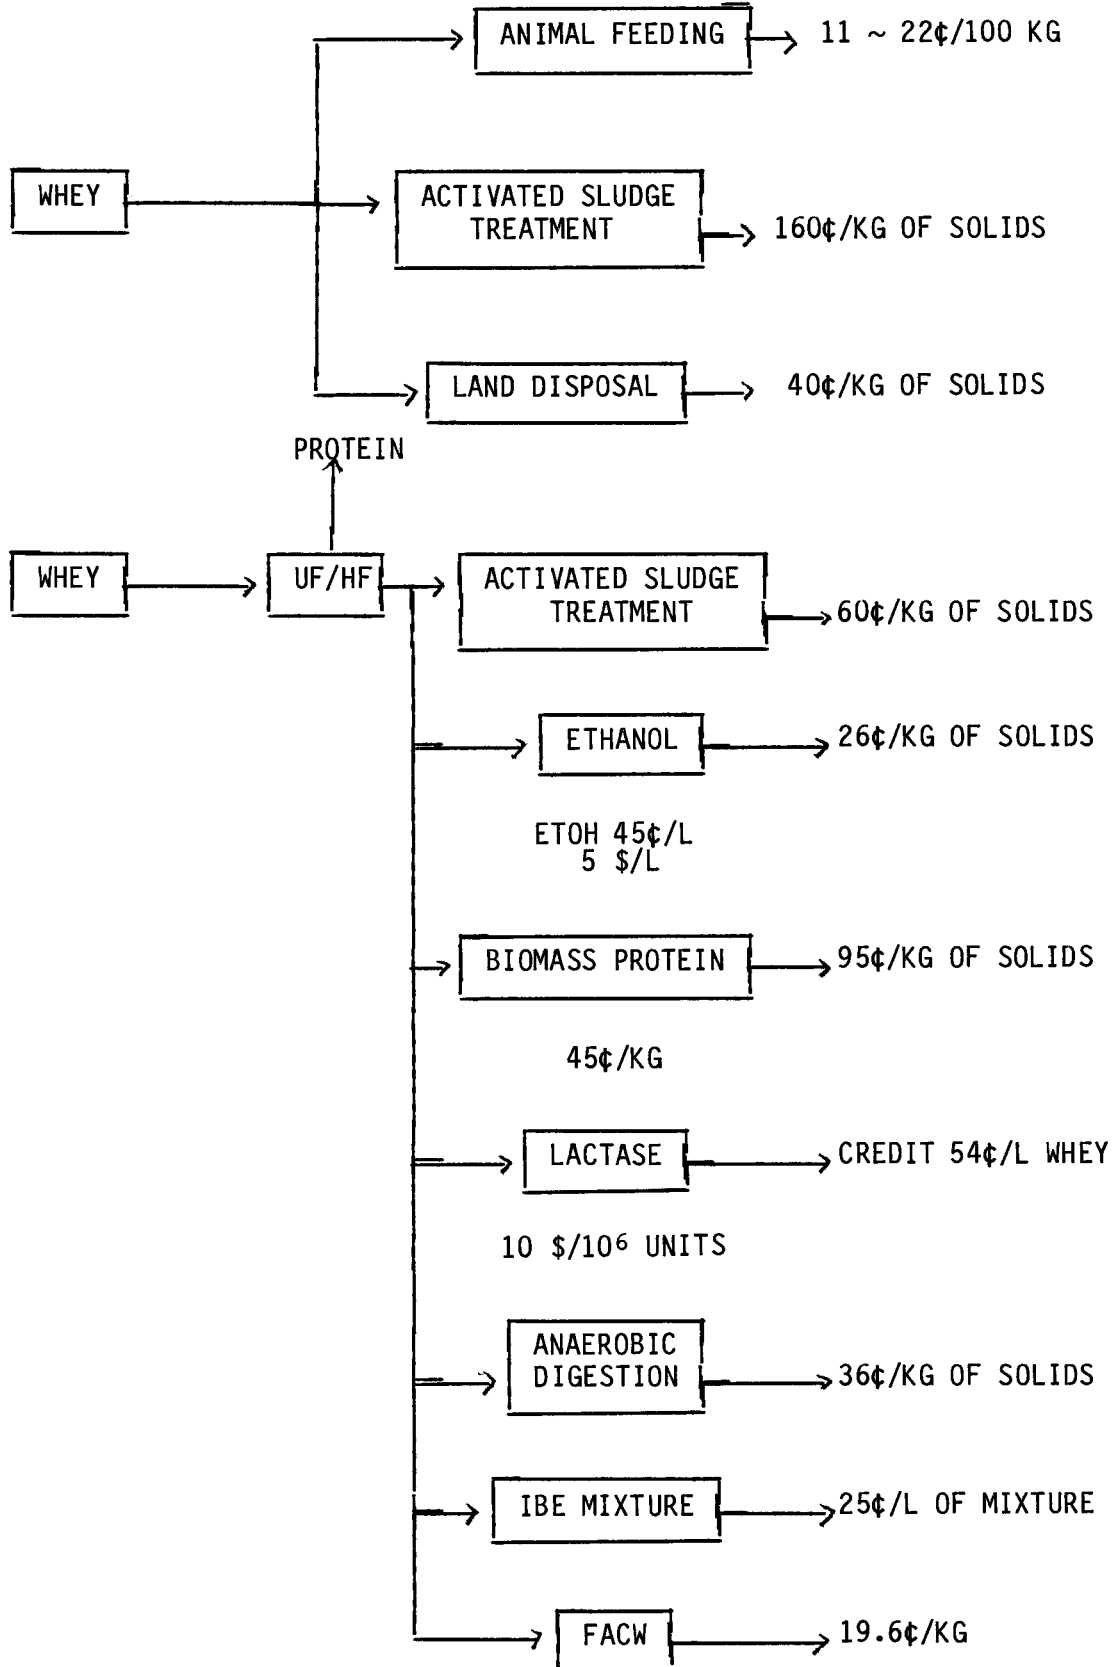 ANIMAL FEEDING
11 ~ 22¢/100 KG
WHEY
ACTIVATED SLUDGE
TREATMENT
160¢/KG OF SOLIDS
LAND DISPOSAL
40¢/KG OF SOLIDS
PROTEIN
WHEY
UF/HF
ACTIVATED SLUDGE
TREATMENT
60¢/KG OF SOLIDS
ETHANOL
26¢/KG OF SOLIDS
ETOH 45¢/L
5 $/L
BIOMASS PROTEIN
95¢/KG OF SOLIDS
45¢/KG
LACTASE
CREDIT 54¢/L WHEY
10 $/10⁶ UNITS
ANAEROBIC
DIGESTION
36¢/KG OF SOLIDS
IBE MIXTURE
25¢/L OF MIXTURE
FACW
19.6¢/KG